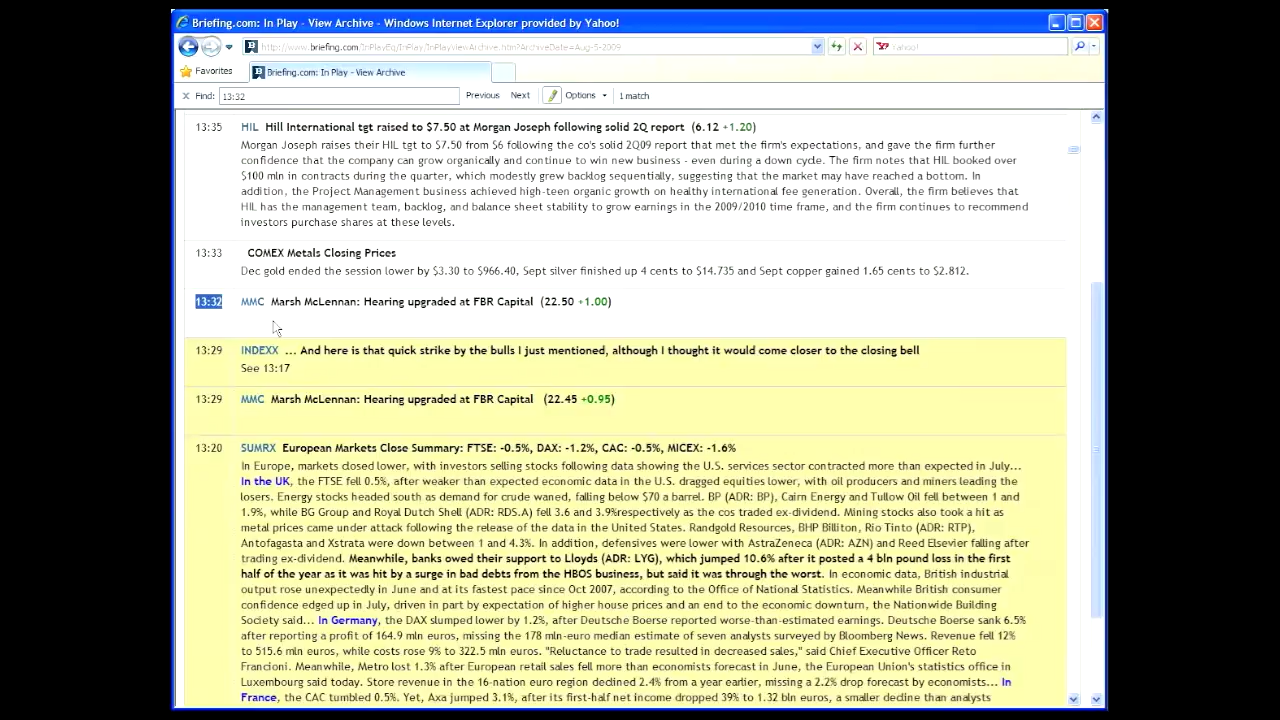 Briefing.com: In Play - View Archive - Windows Internet Explorer provided by Yahoo!
http://www.briefing.com/InPlayEq/InPlay/InPlayviewArchive.htm?ArchiveDate=Aug-5-2009
Yahoo!
Favorites
Briefing.com: In Play - View Archive
Find: 13:32 Previous Next Options 1 match
13:35 HIL Hill International tgt raised to $7.50 at Morgan Joseph following solid 2Q report (6.12 +1.20)
Morgan Joseph raises their HIL tgt to $7.50 from $6 following the co's solid 2Q09 report that met the firm's expectations, and gave the firm further
confidence that the company can grow organically and continue to win new business - even during a down cycle. The firm notes that HIL booked over
$100 mln in contracts during the quarter, which modestly grew backlog sequentially, suggesting that the market may have reached a bottom. In
addition, the Project Management business achieved high-teen organic growth on healthy international fee generation. Overall, the firm believes that
HIL has the management team, backlog, and balance sheet stability to grow earnings in the 2009/2010 time frame, and the firm continues to recommend
investors purchase shares at these levels.
13:33 COMEX Metals Closing Prices
Dec gold ended the session lower by $3.30 to $966.40, Sept silver finished up 4 cents to $14.735 and Sept copper gained 1.65 cents to $2.812.
13:32 MMC Marsh McLennan: Hearing upgraded at FBR Capital (22.50 +1.00)
13:29 INDEXX ... And here is that quick strike by the bulls I just mentioned, although I thought it would come closer to the closing bell
See 13:17
13:29 MMC Marsh McLennan: Hearing upgraded at FBR Capital (22.45 +0.95)
13:20 SUMRX European Markets Close Summary: FTSE: -0.5%, DAX: -1.2%, CAC: -0.5%, MICEX: -1.6%
In Europe, markets closed lower, with investors selling stocks following data showing the U.S. services sector contracted more than expected in July...
In the UK, the FTSE fell 0.5%, after weaker than expected economic data in the U.S. dragged equities lower, with oil producers and miners leading the
losers. Energy stocks headed south as demand for crude waned, falling below $70 a barrel. BP (ADR: BP), Cairn Energy and Tullow Oil fell between 1 and
1.9%, while BG Group and Royal Dutch Shell (ADR: RDS.A) fell 3.6 and 3.9%respectively as the cos traded ex-dividend. Mining stocks also took a hit as
metal prices came under attack following the release of the data in the United States. Randgold Resources, BHP Billiton, Rio Tinto (ADR: RTP),
Antofagasta and Xstrata were down between 1 and 4.3%. In addition, defensives were lower with AstraZeneca (ADR: AZN) and Reed Elsevier falling after
trading ex-dividend. Meanwhile, banks owed their support to Lloyds (ADR: LYG), which jumped 10.6% after it posted a 4 bln pound loss in the first
half of the year as it was hit by a surge in bad debts from the HBOS business, but said it was through the worst. In economic data, British industrial
output rose unexpectedly in June and at its fastest pace since Oct 2007, according to the Office of National Statistics. Meanwhile British consumer
confidence edged up in July, driven in part by expectation of higher house prices and an end to the economic downturn, the Nationwide Building
Society said... In Germany, the DAX slumped lower by 1.2%, after Deutsche Boerse reported worse-than-estimated earnings. Deutsche Boerse sank 6.5%
after reporting a profit of 164.9 mln euros, missing the 178 mln-euro median estimate of seven analysts surveyed by Bloomberg News. Revenue fell 12%
to 515.6 mln euros, while costs rose 9% to 322.5 mln euros. "Reluctance to trade resulted in decreased sales," said Chief Executive Officer Reto
Francioni. Meanwhile, Metro lost 1.3% after European retail sales fell more than economists forecast in June, the European Union's statistics office in
Luxembourg said today. Store revenue in the 16-nation euro region declined 2.4% from a year earlier, missing a 2.2% drop forecast by economists... In
France, the CAC tumbled 0.5%. Yet, Axa jumped 3.1%, after its first-half net income dropped 39% to 1.32 bln euros, a smaller decline than analysts